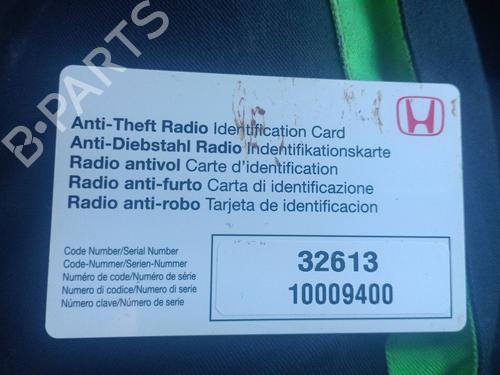 B-PARTS
Anti-Theft Radio Identification Card
Anti-Diebstahl Radio Indentifikationskarte
Radio antivol Carte d'identification
Radio anti-furto Carta di identificazione
Radio anti-robo Tarjeta de identificacion
Code Number/Serial Number
Code-Nummer/Serien-Nummer
Numéro de code/Numéro de série
Numero di codice/Numero di serie
Número clave/Número de serie
32613
10009400